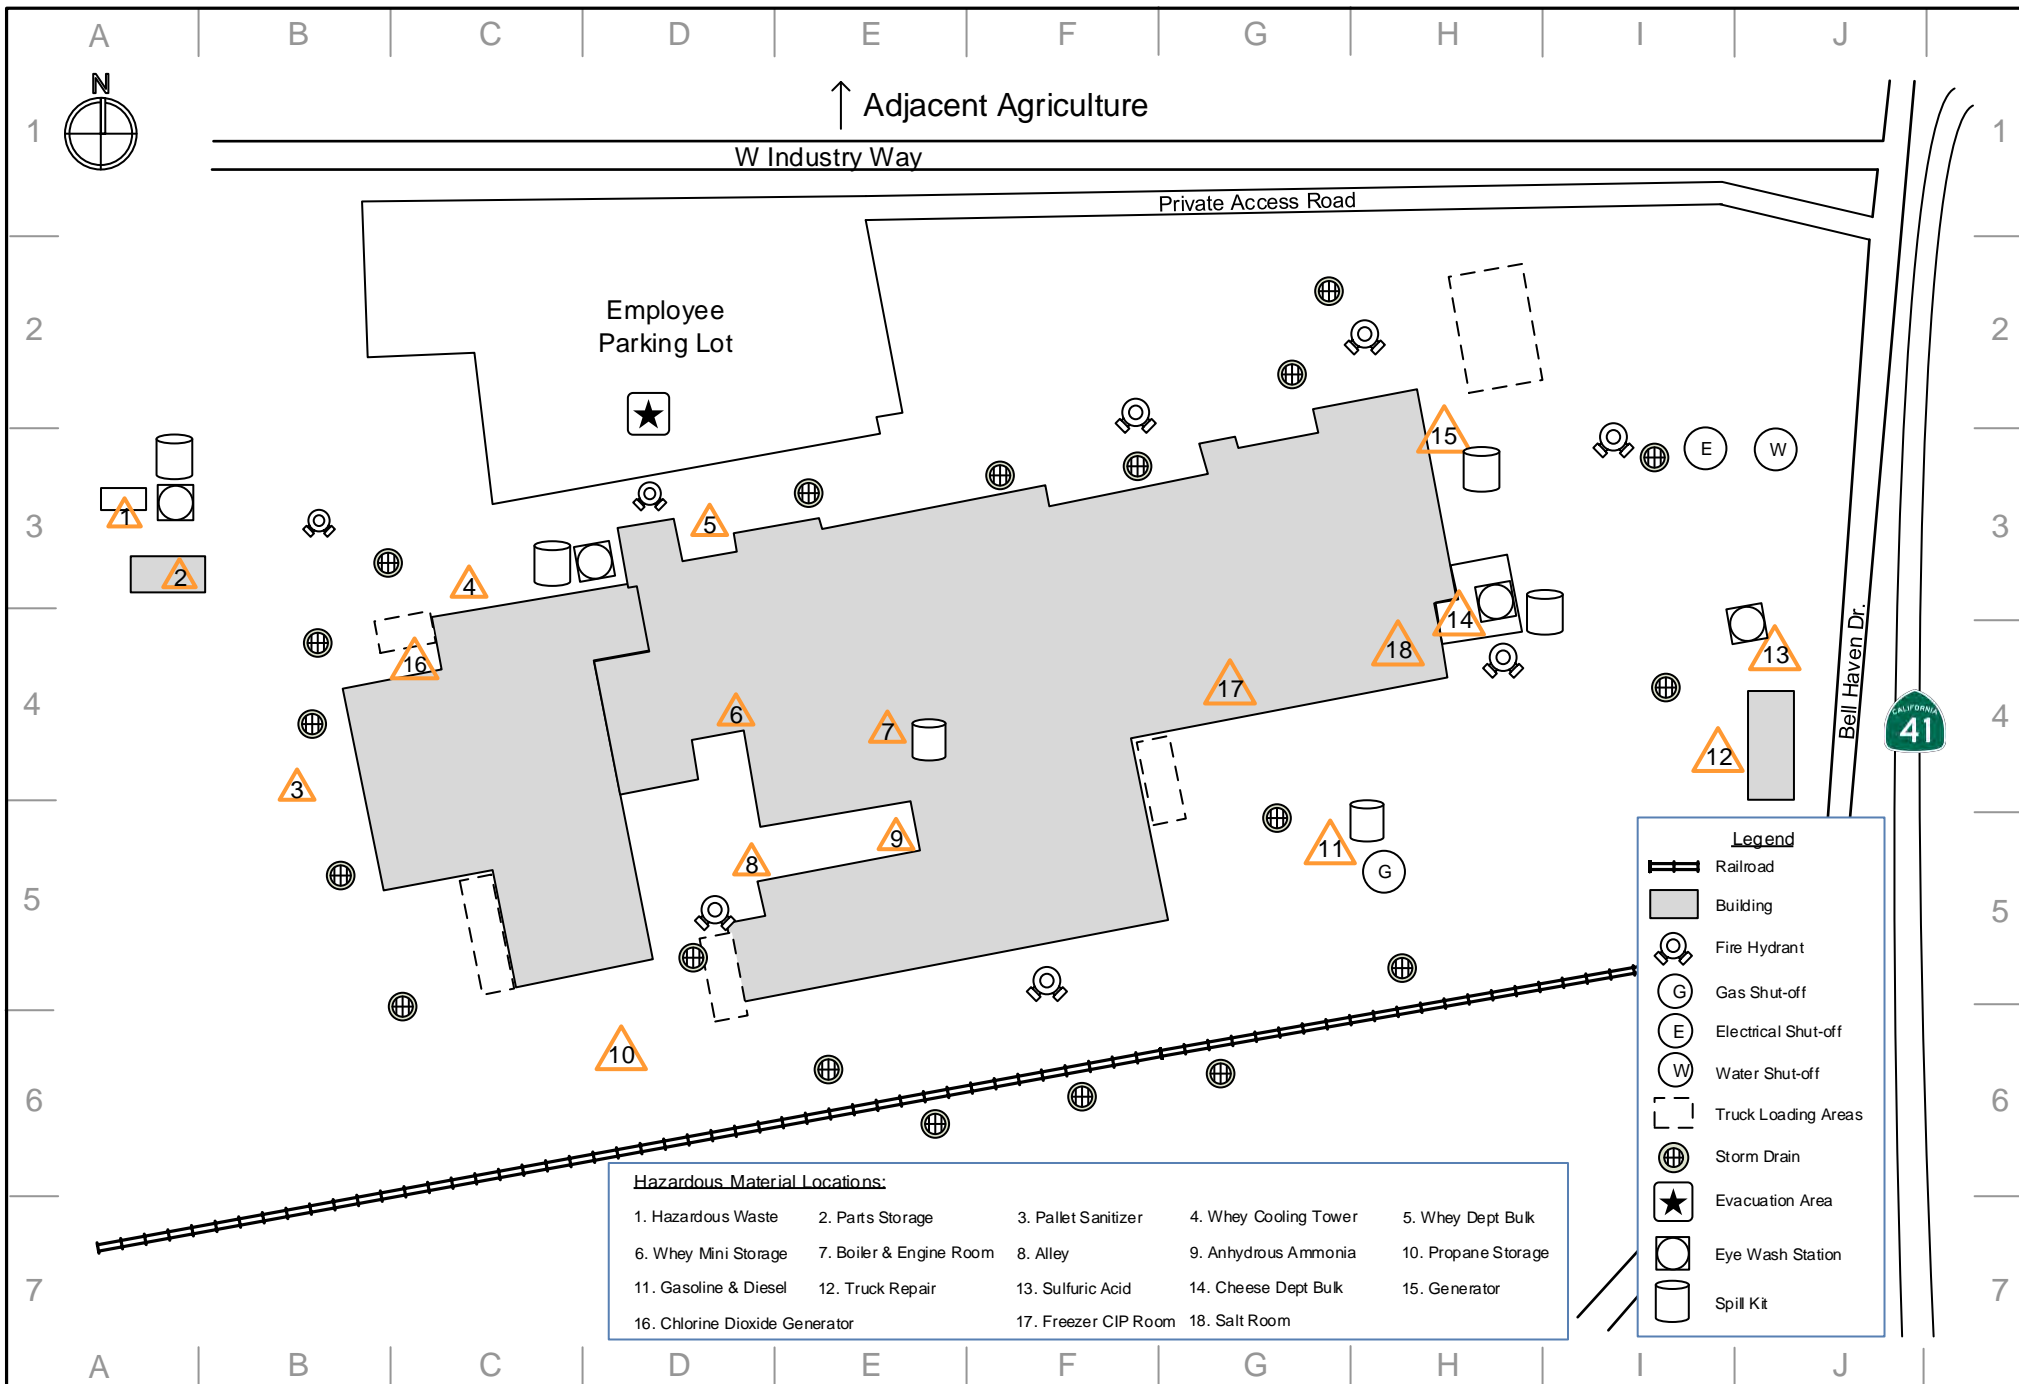 A B C D E F G H I J
N
↑ Adjacent Agriculture
1 1
W Industry Way
Private Access Road
Employee
Parking Lot
2 2
15
E W
1
5
3 3
2
4
14
16
18
13
17
Bell Haven Dr.
6
4 4
7
CALIFORNIA
41
12
3
9
11
8
G
5 5
10
6 6
7 7
Legend
Railroad
Building
Fire Hydrant
G Gas Shut-off
E Electrical Shut-off
W Water Shut-off
Truck Loading Areas
Storm Drain
Evacuation Area
Eye Wash Station
Spill Kit
Hazardous Material Locations:
1. Hazardous Waste 2. Parts Storage 3. Pallet Sanitizer 4. Whey Cooling Tower 5. Whey Dept Bulk
6. Whey Mini Storage 7. Boiler & Engine Room 8. Alley 9. Anhydrous Ammonia 10. Propane Storage
11. Gasoline & Diesel 12. Truck Repair 13. Sulfuric Acid 14. Cheese Dept Bulk 15. Generator
16. Chlorine Dioxide Generator 17. Freezer CIP Room 18. Salt Room
A B C D E F G H I J